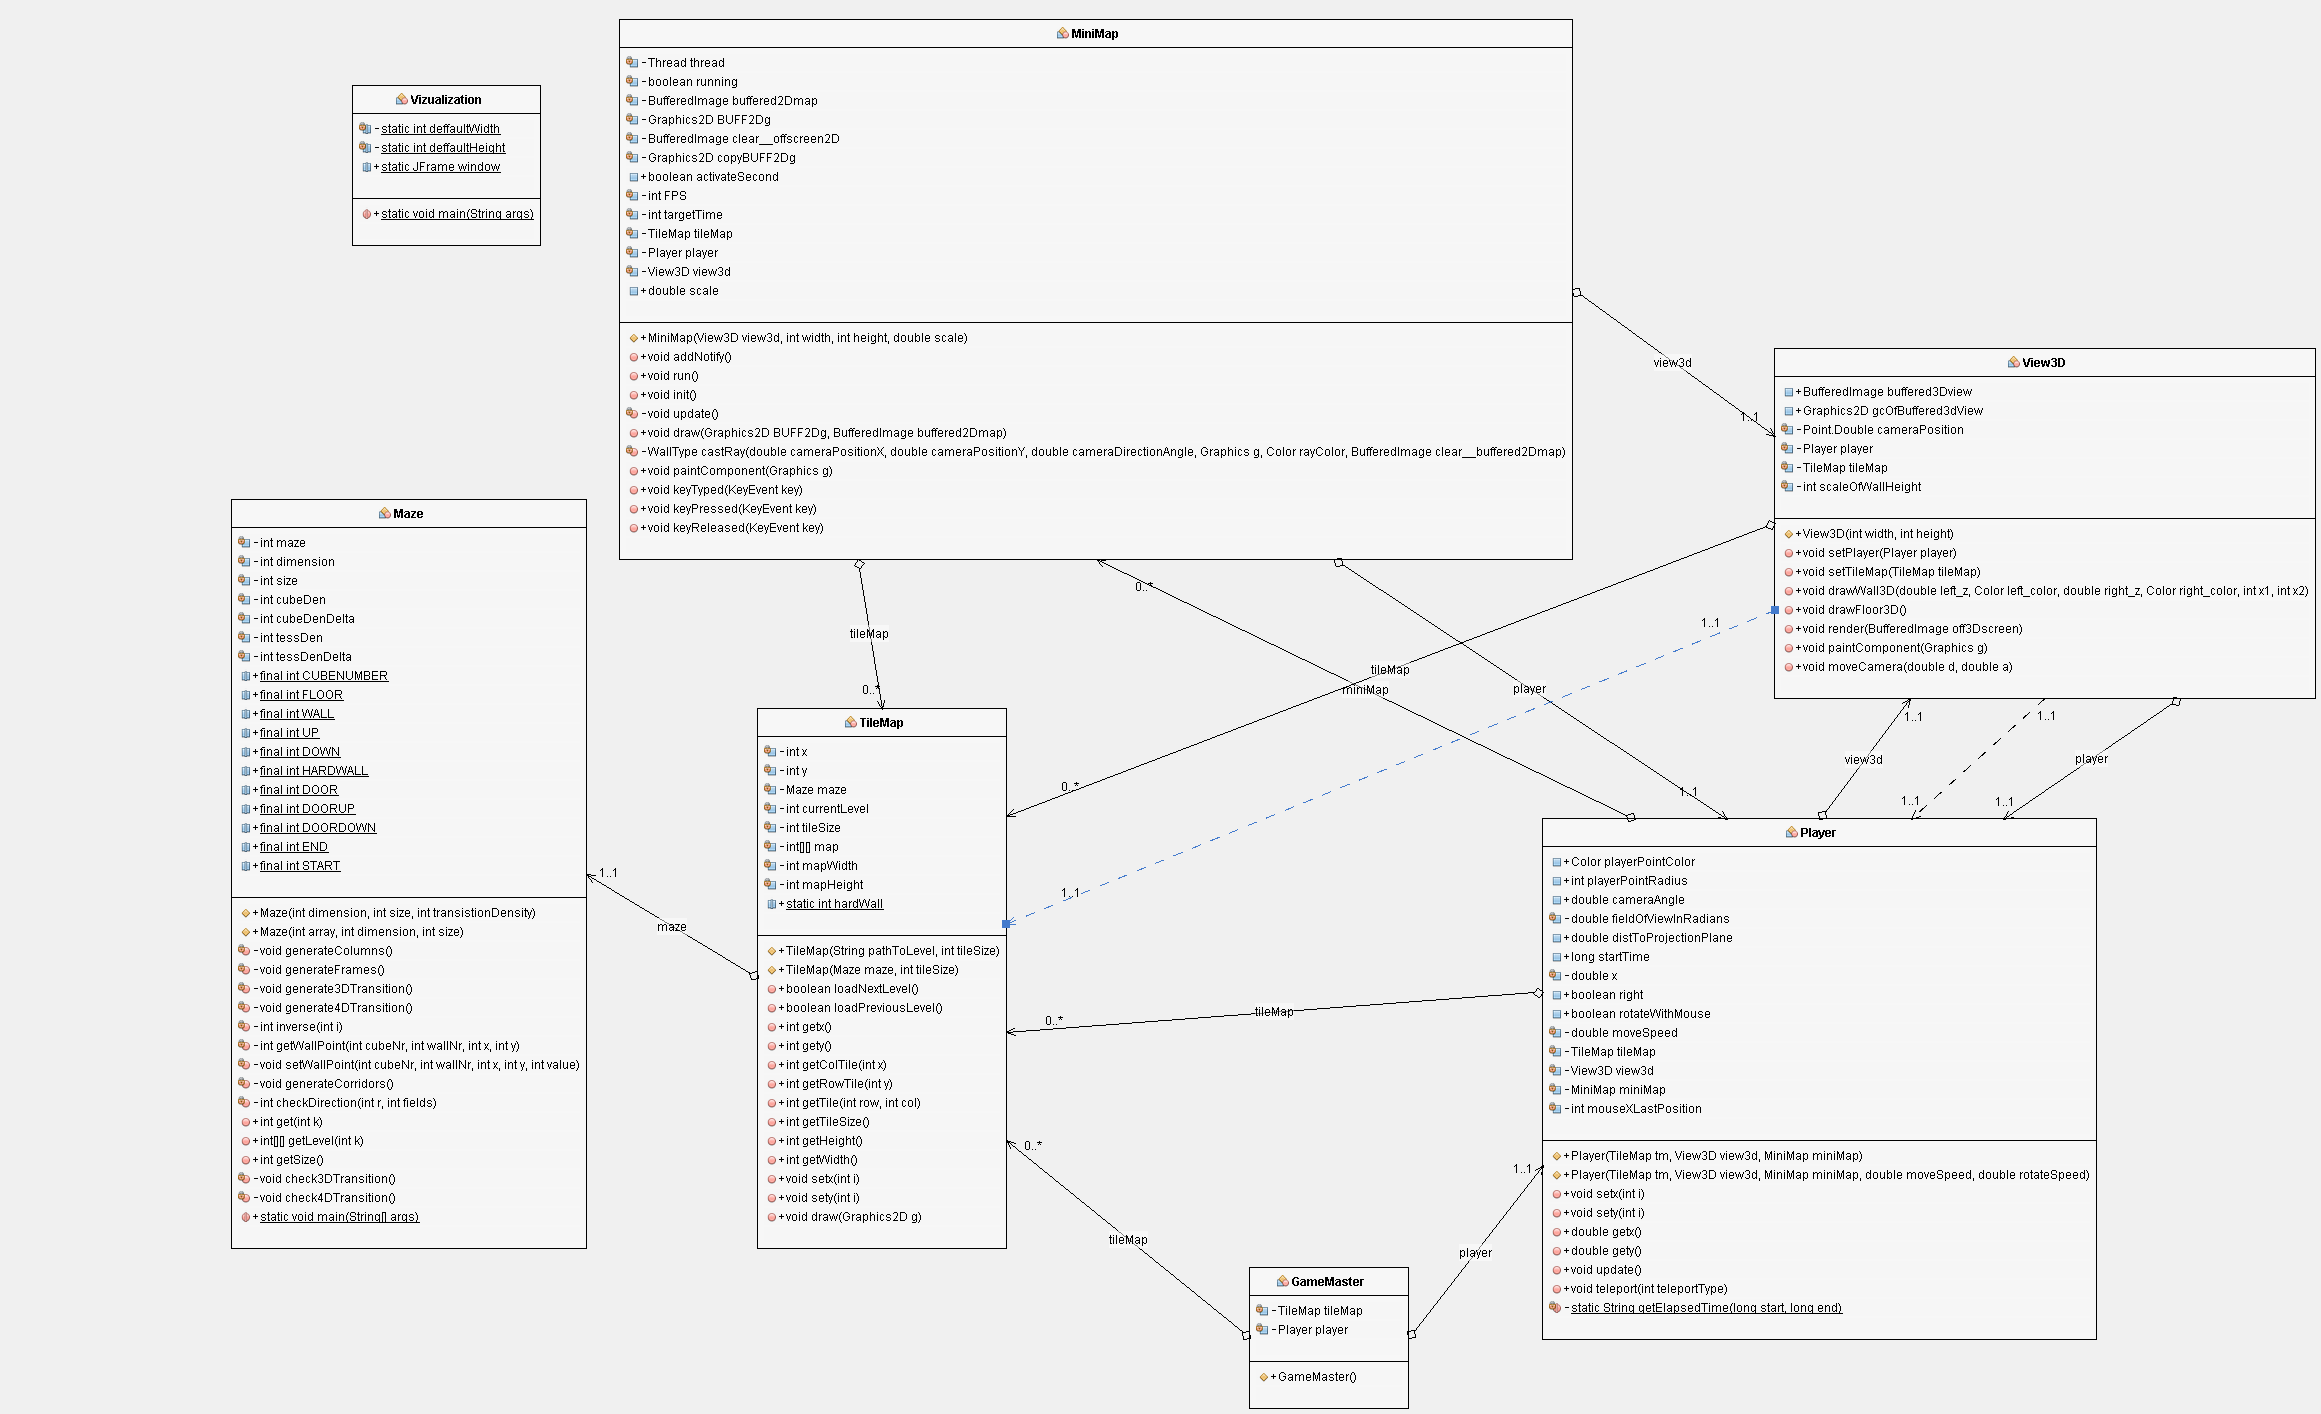 MiniMap
-Thread thread
-boolean running
-BufferedImage buffered2Dmap
-Graphics2D BUFF2Dg
-BufferedImage clear__offscreen2D
-Graphics2D copyBUFF2Dg
+boolean activateSecond
-int FPS
-int targetTime
-TileMap tileMap
-Player player
-View3D view3d
+double scale
+MiniMap(View3D view3d, int width, int height, double scale)
+void addNotify()
+void run()
+void init()
-void update()
+void draw(Graphics2D BUFF2Dg, BufferedImage buffered2Dmap)
-WallType castRay(double cameraPositionX, double cameraPositionY, double cameraDirectionAngle, Graphics g, Color rayColor, BufferedImage clear__buffered2Dmap)
+void paintComponent(Graphics g)
+void keyTyped(KeyEvent key)
+void keyPressed(KeyEvent key)
+void keyReleased(KeyEvent key)
Vizualization
-static int deffaultWidth
-static int deffaultHeight
+static JFrame window
+static void main(String args)
view3d
1..1
View3D
+BufferedImage buffered3Dview
+Graphics2D gcOfBuffered3dView
-Point.Double cameraPosition
-Player player
-TileMap tileMap
-int scaleOfWallHeight
+View3D(int width, int height)
+void setPlayer(Player player)
+void setTileMap(TileMap tileMap)
+void drawWall3D(double left_z, Color left_color, double right_z, Color right_color, int x1, int x2)
+void drawFloor3D()
+void render(BufferedImage off3Dscreen)
+void paintComponent(Graphics g)
+void moveCamera(double d, double a)
Maze
-int maze
-int dimension
-int size
-int cubeDen
-int cubeDenDelta
-int tessDen
-int tessDenDelta
+final int CUBENUMBER
+final int FLOOR
+final int WALL
+final int UP
+final int DOWN
+final int HARDWALL
+final int DOOR
+final int DOORUP
+final int DOORDOWN
+final int END
+final int START
+Maze(int dimension, int size, int transistionDensity)
+Maze(int array, int dimension, int size)
-void generateColumns()
-void generateFrames()
-void generate3DTransition()
-void generate4DTransition()
-int inverse(int i)
-int getWallPoint(int cubeNr, int wallNr, int x, int y)
-void setWallPoint(int cubeNr, int wallNr, int x, int y, int value)
-void generateCorridors()
-int checkDirection(int r, int fields)
+int get(int k)
+int[][] getLevel(int k)
+int getSize()
-void check3DTransition()
-void check4DTransition()
+static void main(String[] args)
0..*
1..1
tileMap
tileMap
miniMap
player
0..*
1..1
1..1
view3d
player
0..*
1..1
1..1
1..1
1..1
1..1
maze
TileMap
-int x
-int y
-Maze maze
-int currentLevel
-int tileSize
-int[][] map
-int mapWidth
-int mapHeight
+static int hardWall
+TileMap(String pathToLevel, int tileSize)
+TileMap(Maze maze, int tileSize)
+boolean loadNextLevel()
+boolean loadPreviousLevel()
+int getx()
+int gety()
+int getColTile(int x)
+int getRowTile(int y)
+int getTile(int row, int col)
+int getTileSize()
+int getHeight()
+int getWidth()
+void setx(int i)
+void sety(int i)
+void draw(Graphics2D g)
Player
+Color playerPointColor
+int playerPointRadius
+double cameraAngle
-double fieldOfViewInRadians
+double distToProjectionPlane
+long startTime
-double x
+boolean right
+boolean rotateWithMouse
-double moveSpeed
-TileMap tileMap
-View3D view3d
-MiniMap miniMap
-int mouseXLastPosition
+Player(TileMap tm, View3D view3d, MiniMap miniMap)
+Player(TileMap tm, View3D view3d, MiniMap miniMap, double moveSpeed, double rotateSpeed)
+void setx(int i)
+void sety(int i)
+double getx()
+double gety()
+void update()
+void teleport(int teleportType)
-static String getElapsedTime(long start, long end)
0..*
tileMap
0..*
1..1
tileMap
player
GameMaster
-TileMap tileMap
-Player player
+GameMaster()